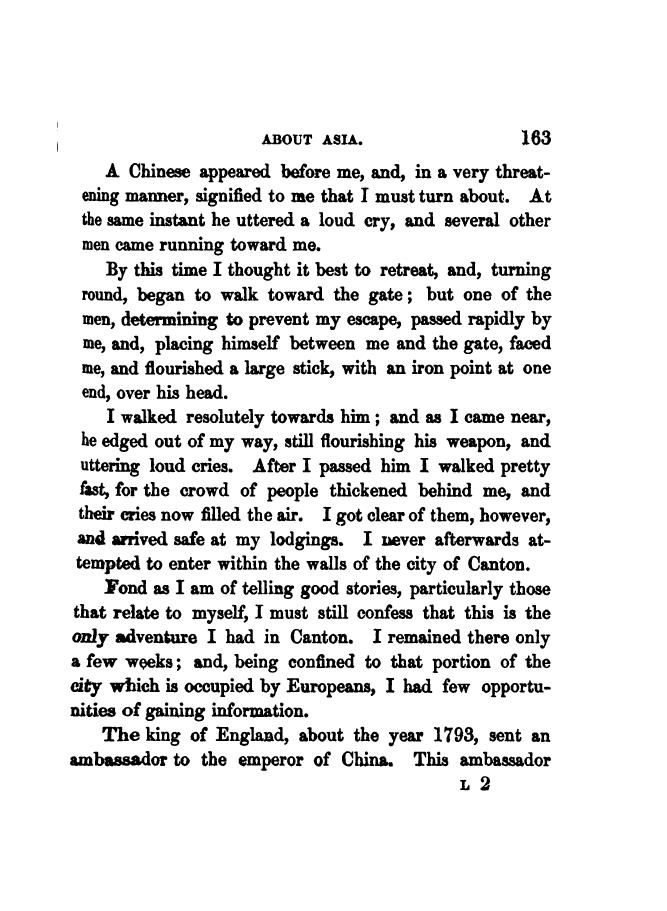 ABOUT ASIA. 163
A Chinese appeared before me, and, in a very threat-
ening manner, signified to me that I must turn about. At
the same instant he uttered a loud cry, and several other
men came running toward me.
By this time I thought it best to retreat, and, turning
round, began to walk toward the gate; but one of the
men, determining to prevent my escape, passed rapidly by
me, and, placing himself between me and the gate, faced
me, and flourished a large stick, with an iron point at one
end, over his head.
I walked resolutely towards him; and as I came near,
he edged out of my way, still flourishing his weapon, and
uttering loud cries. After I passed him I walked pretty
fast, for the crowd of people thickened behind me, and
their cries now filled the air. I got clear of them, however,
and arrived safe at my lodgings. I never afterwards at-
tempted to enter within the walls of the city of Canton.
Fond as I am of telling good stories, particularly those
that relate to myself, I must still confess that this is the
only adventure I had in Canton. I remained there only
a few weeks; and, being confined to that portion of the
city which is occupied by Europeans, I had few opportu-
nities of gaining information.
The king of England, about the year 1793, sent an
ambassador to the emperor of China. This ambassador
L 2